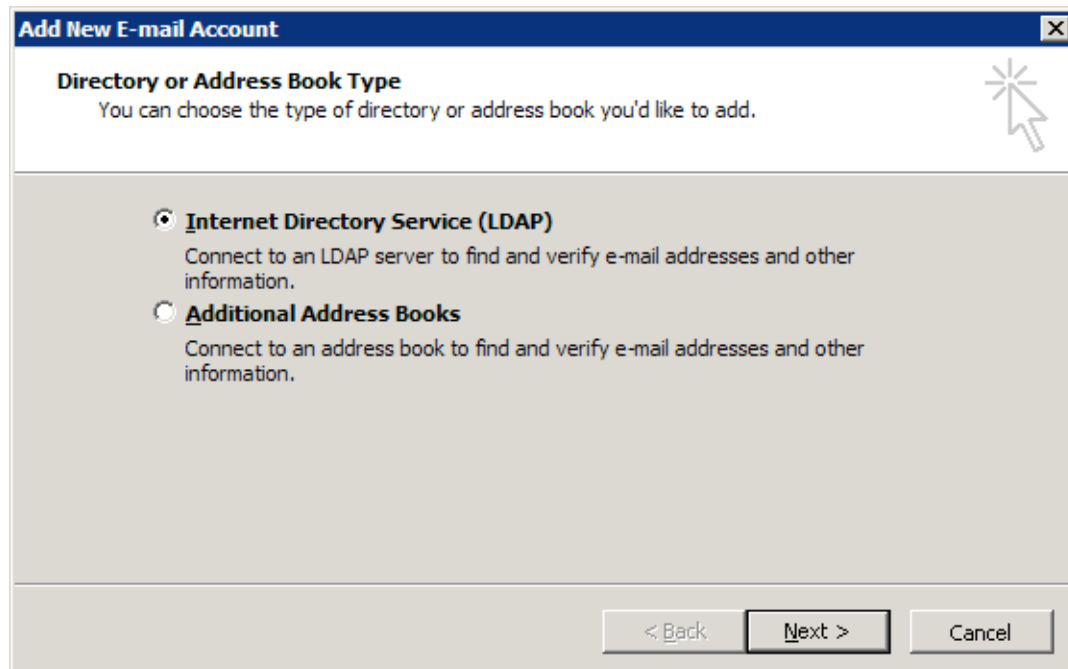 Add New E-mail Account
Directory or Address Book Type
You can choose the type of directory or address book you'd like to add.
Internet Directory Service (LDAP)
Connect to an LDAP server to find and verify e-mail addresses and other
information.
Additional Address Books
Connect to an address book to find and verify e-mail addresses and other
information.
< Back Next > Cancel